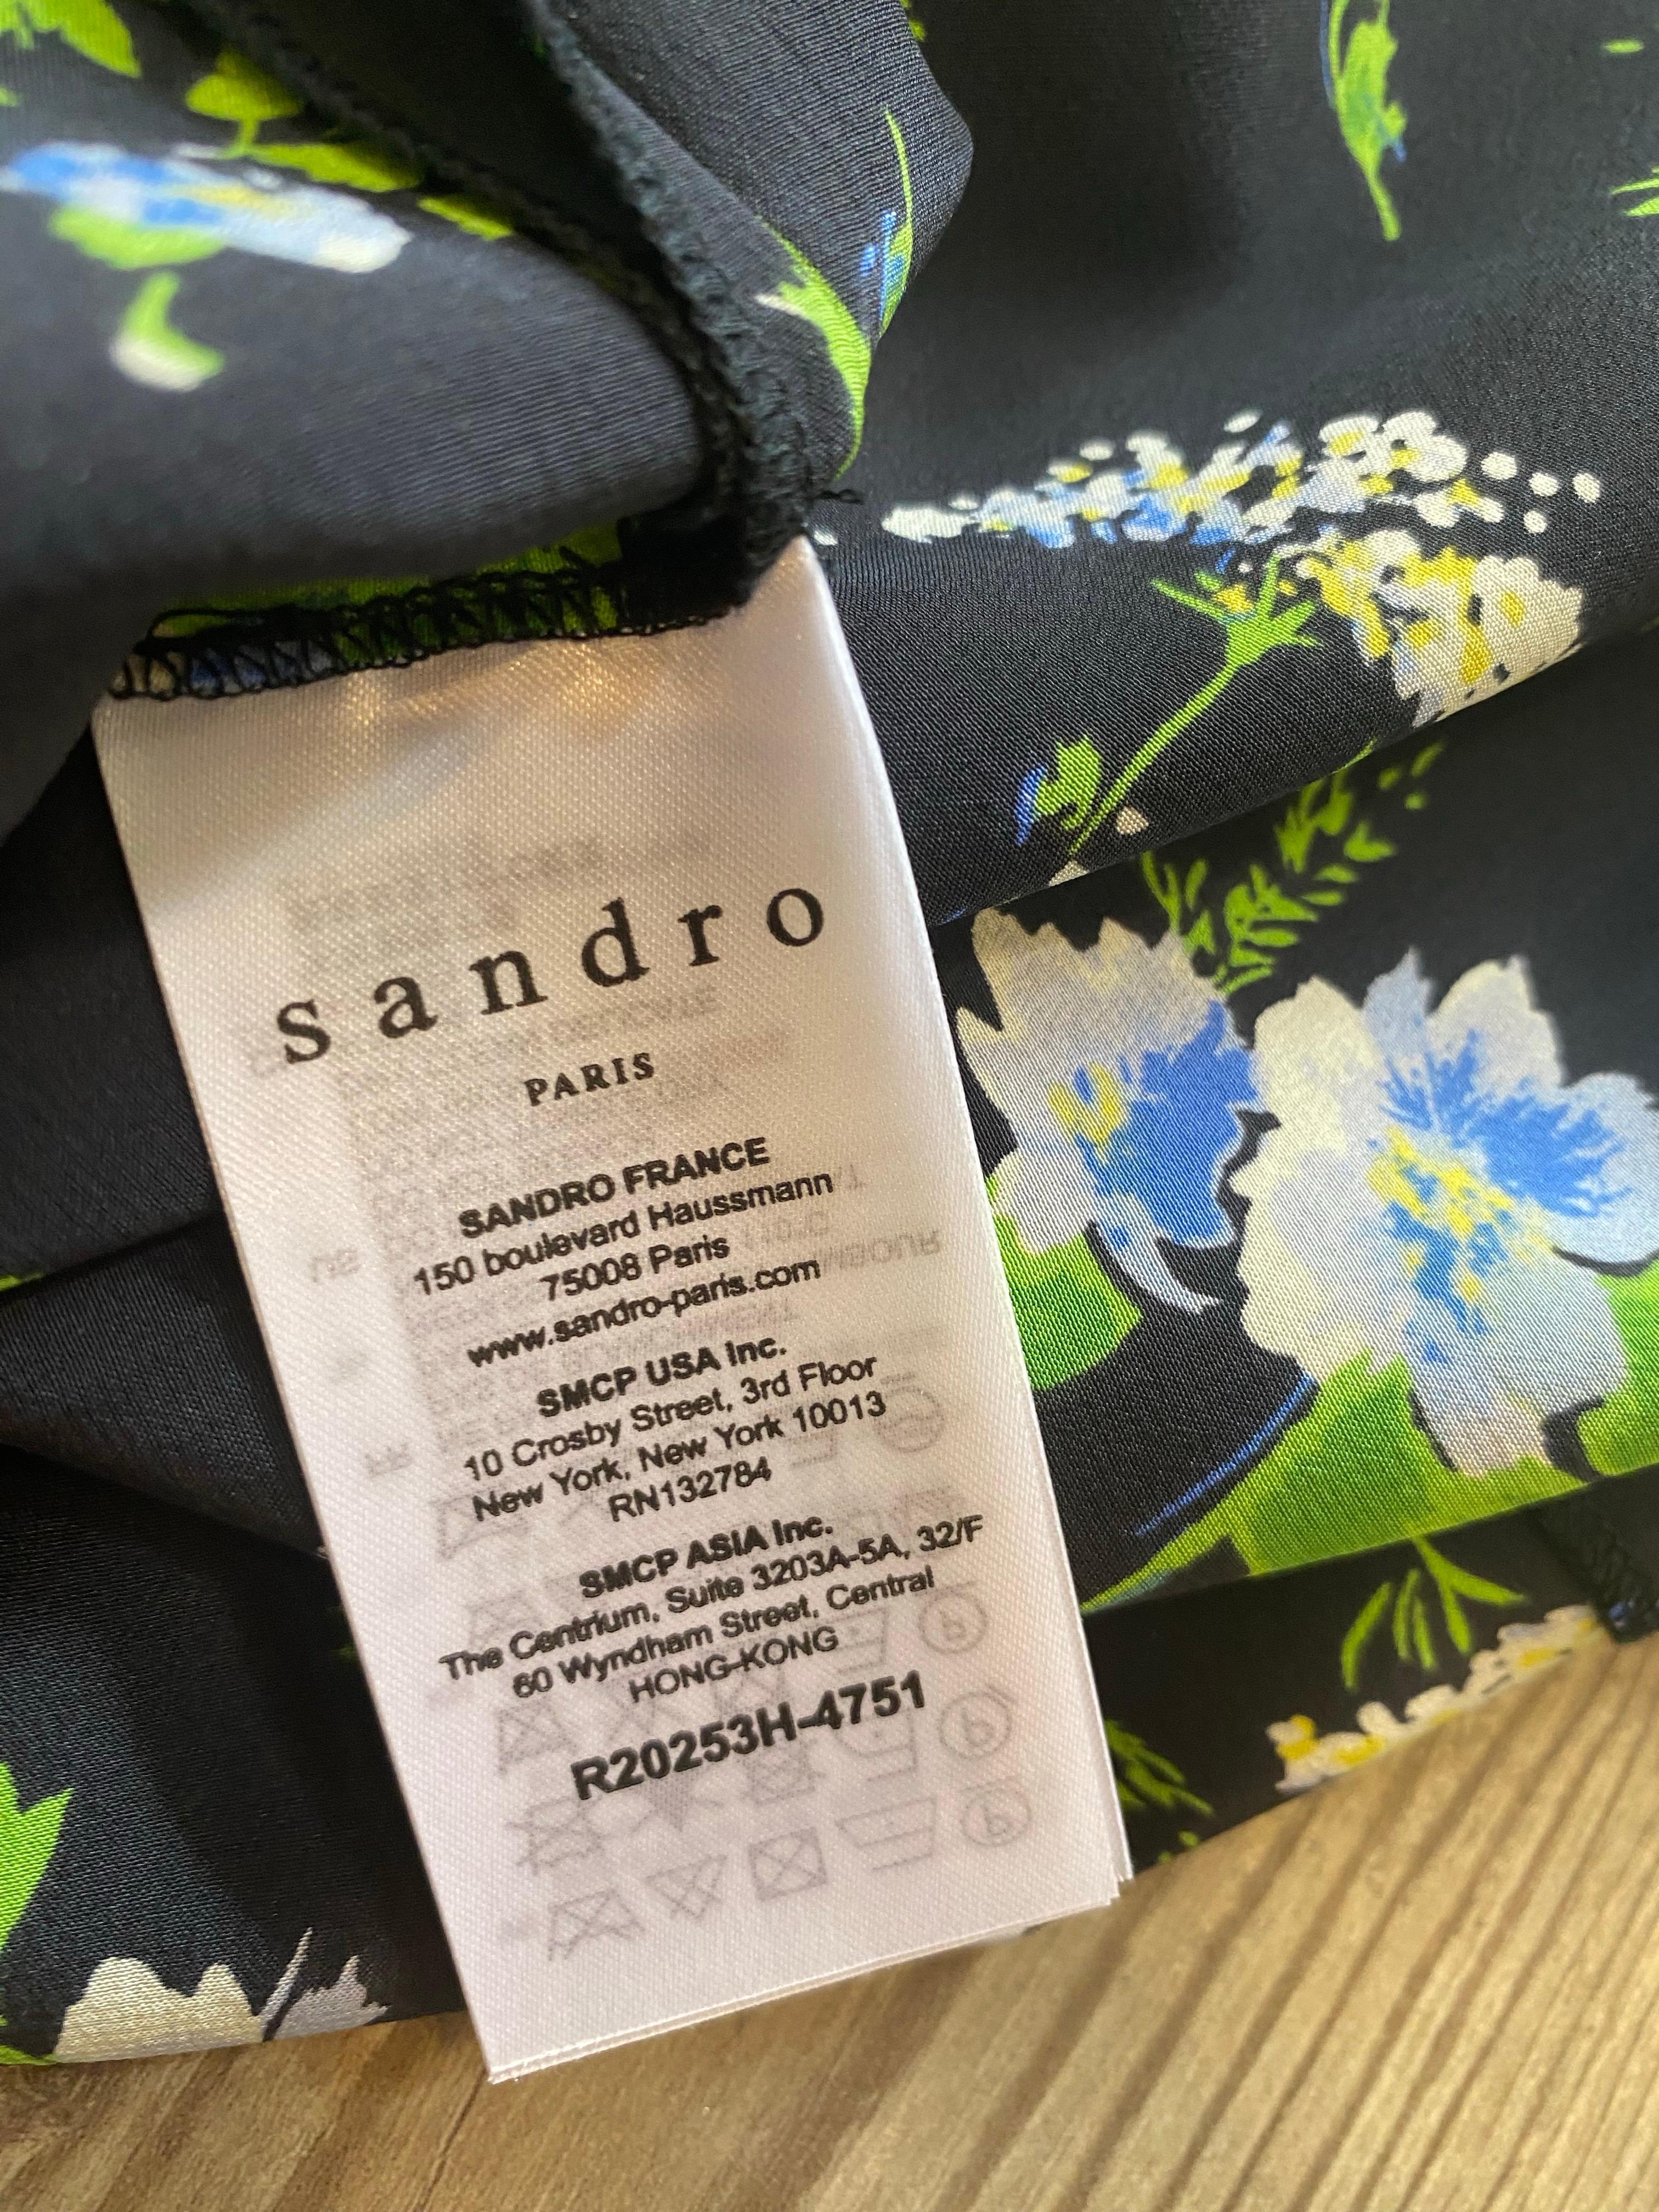 sandro
PARIS
SANDRO FRANCE
150 boulevard Haussmann
75008 Paris
www.sandro-paris.com
SMCP USA Inc.
10 Crosby Street, 3rd Floor
New York, New York 10013
RN132784
SMCP ASIA Inc.
The Centrium, Suite 3203A-5A, 32/F
60 Wyndham Street, Central
HONG-KONG
R20253H-4751